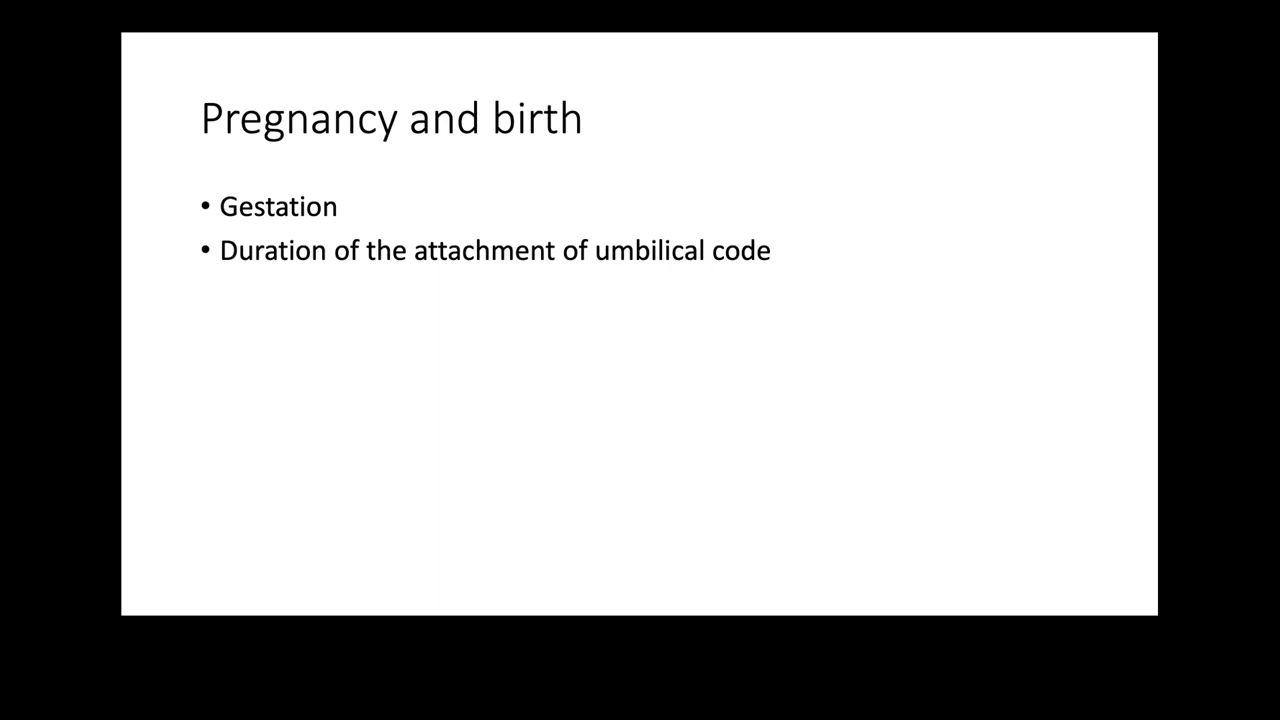 Pregnancy and birth
• Gestation
• Duration of the attachment of umbilical code